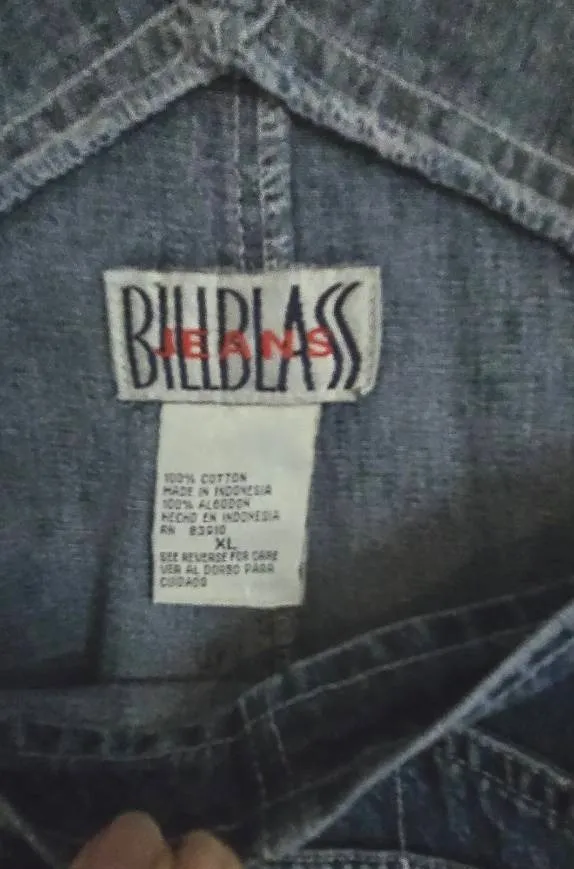 BILLBLASS
JEANS
100% COTTON
MADE IN INDONESIA
100% ALGODON
HECHO EN INDONESIA
RN 83910
XL
SEE REVERSE FOR CARE
VER AL DORSO PARA
CUIDADO